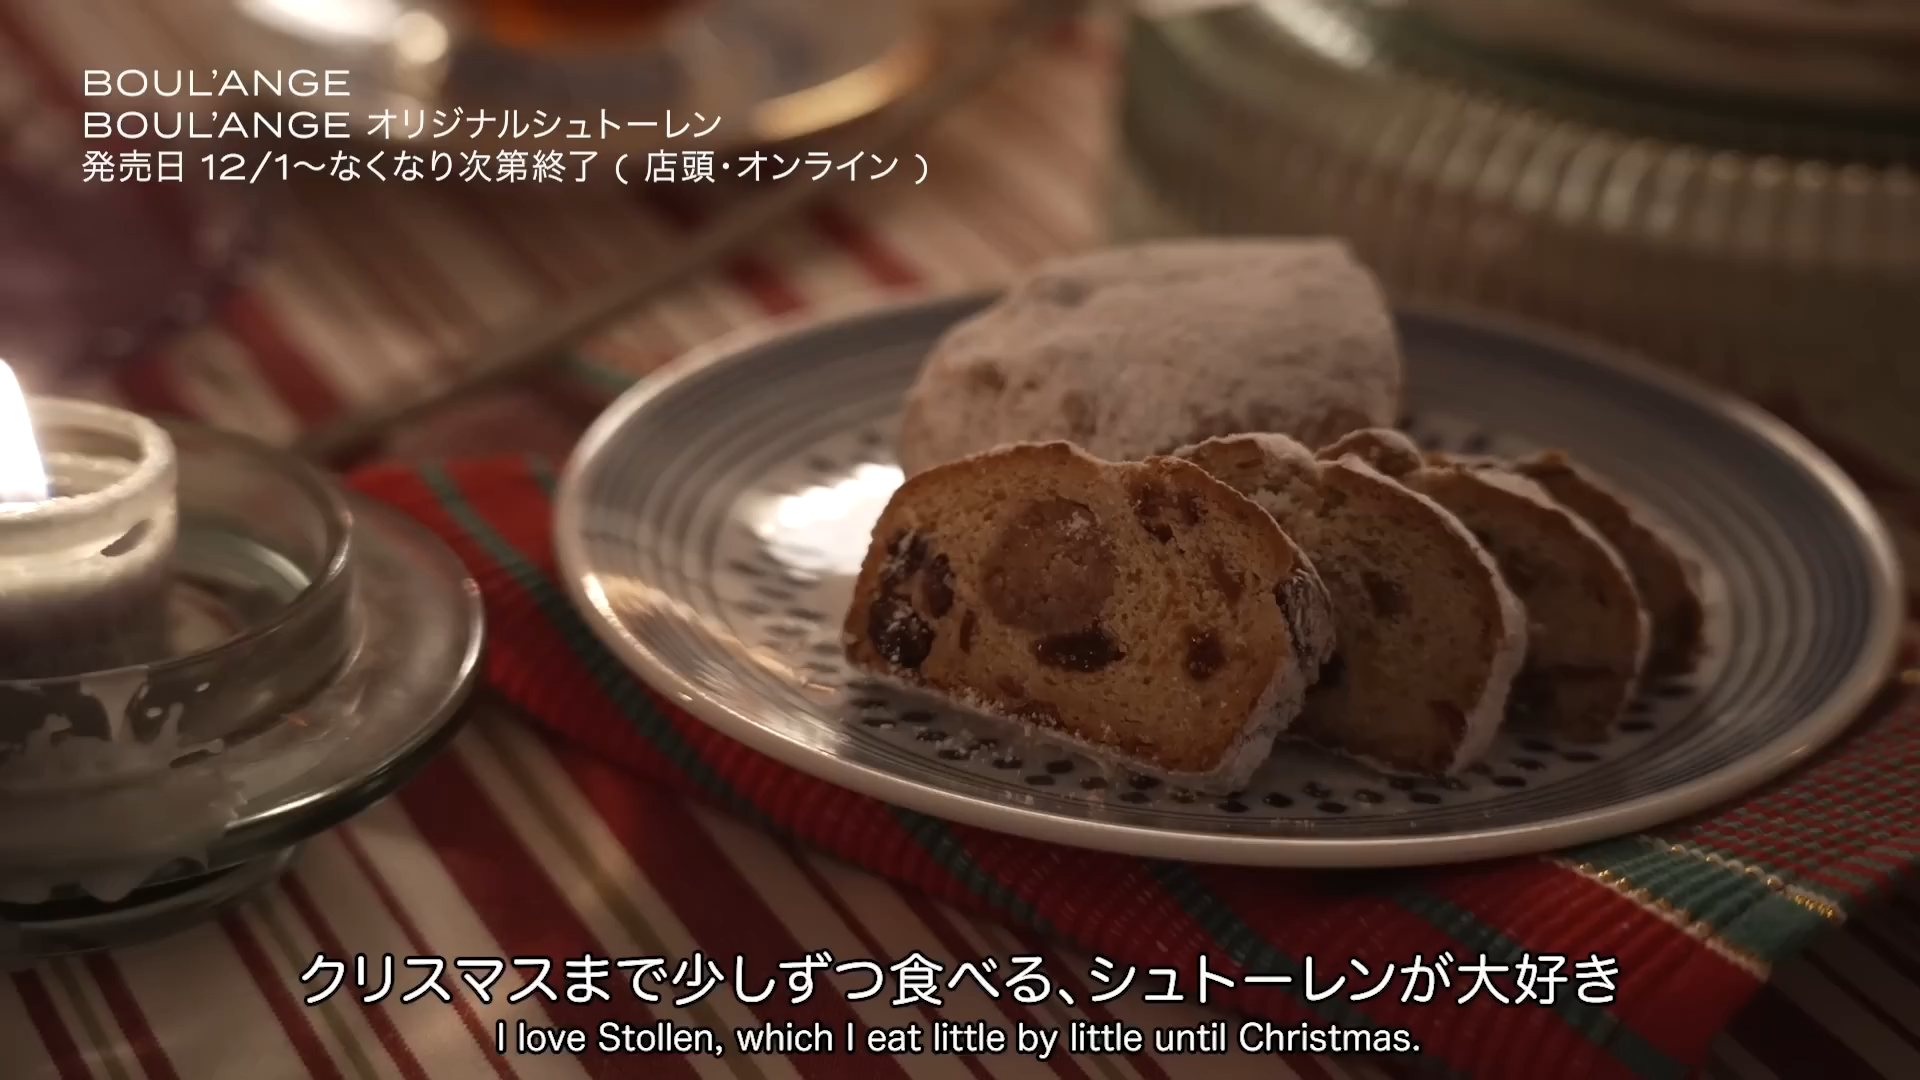 BOUL'ANGE
BOUL'ANGE オリジナルシュトーレン
発売日 12/1〜なくなり次第終了 ( 店頭・オンライン )
クリスマスまで少しずつ食べる、シュトーレンが大好き
I love Stollen, which I eat little by little until Christmas.